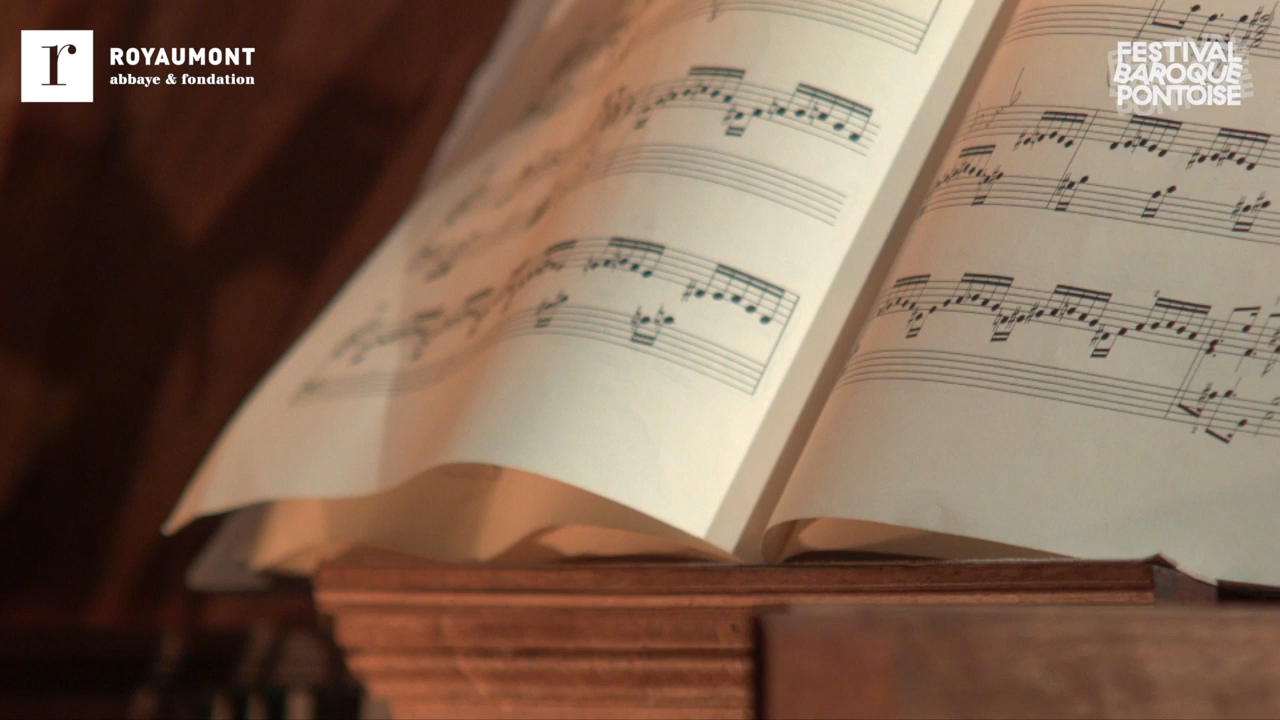 r
ROYAUMONT
abbaye & fondation
FESTIVAL
BAROQUE
PONTOISE